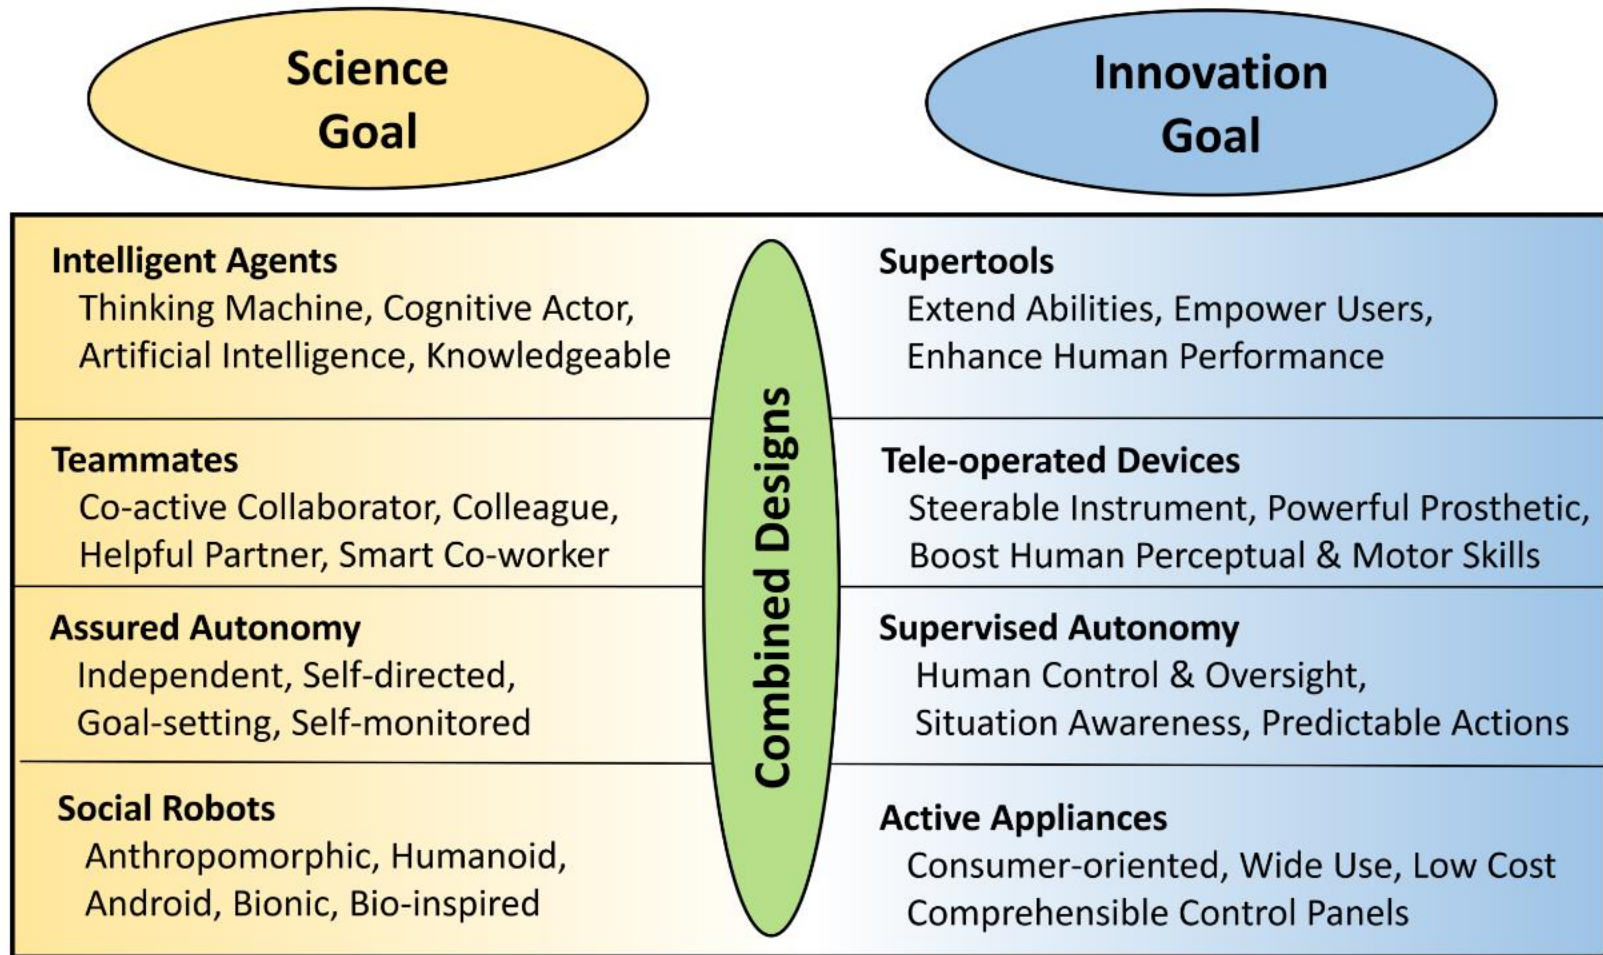 Science
Goal
Innovation
Goal
Intelligent Agents
Thinking Machine, Cognitive Actor,
Artificial Intelligence, Knowledgeable
Supertools
Extend Abilities, Empower Users,
Enhance Human Performance
Teammates
Co-active Collaborator, Colleague,
Helpful Partner, Smart Co-worker
Tele-operated Devices
Steerable Instrument, Powerful Prosthetic,
Boost Human Perceptual & Motor Skills
Assured Autonomy
Independent, Self-directed,
Goal-setting, Self-monitored
Supervised Autonomy
Human Control & Oversight,
Situation Awareness, Predictable Actions
Social Robots
Anthropomorphic, Humanoid,
Android, Bionic, Bio-inspired
Active Appliances
Consumer-oriented, Wide Use, Low Cost
Comprehensible Control Panels
Combined Designs